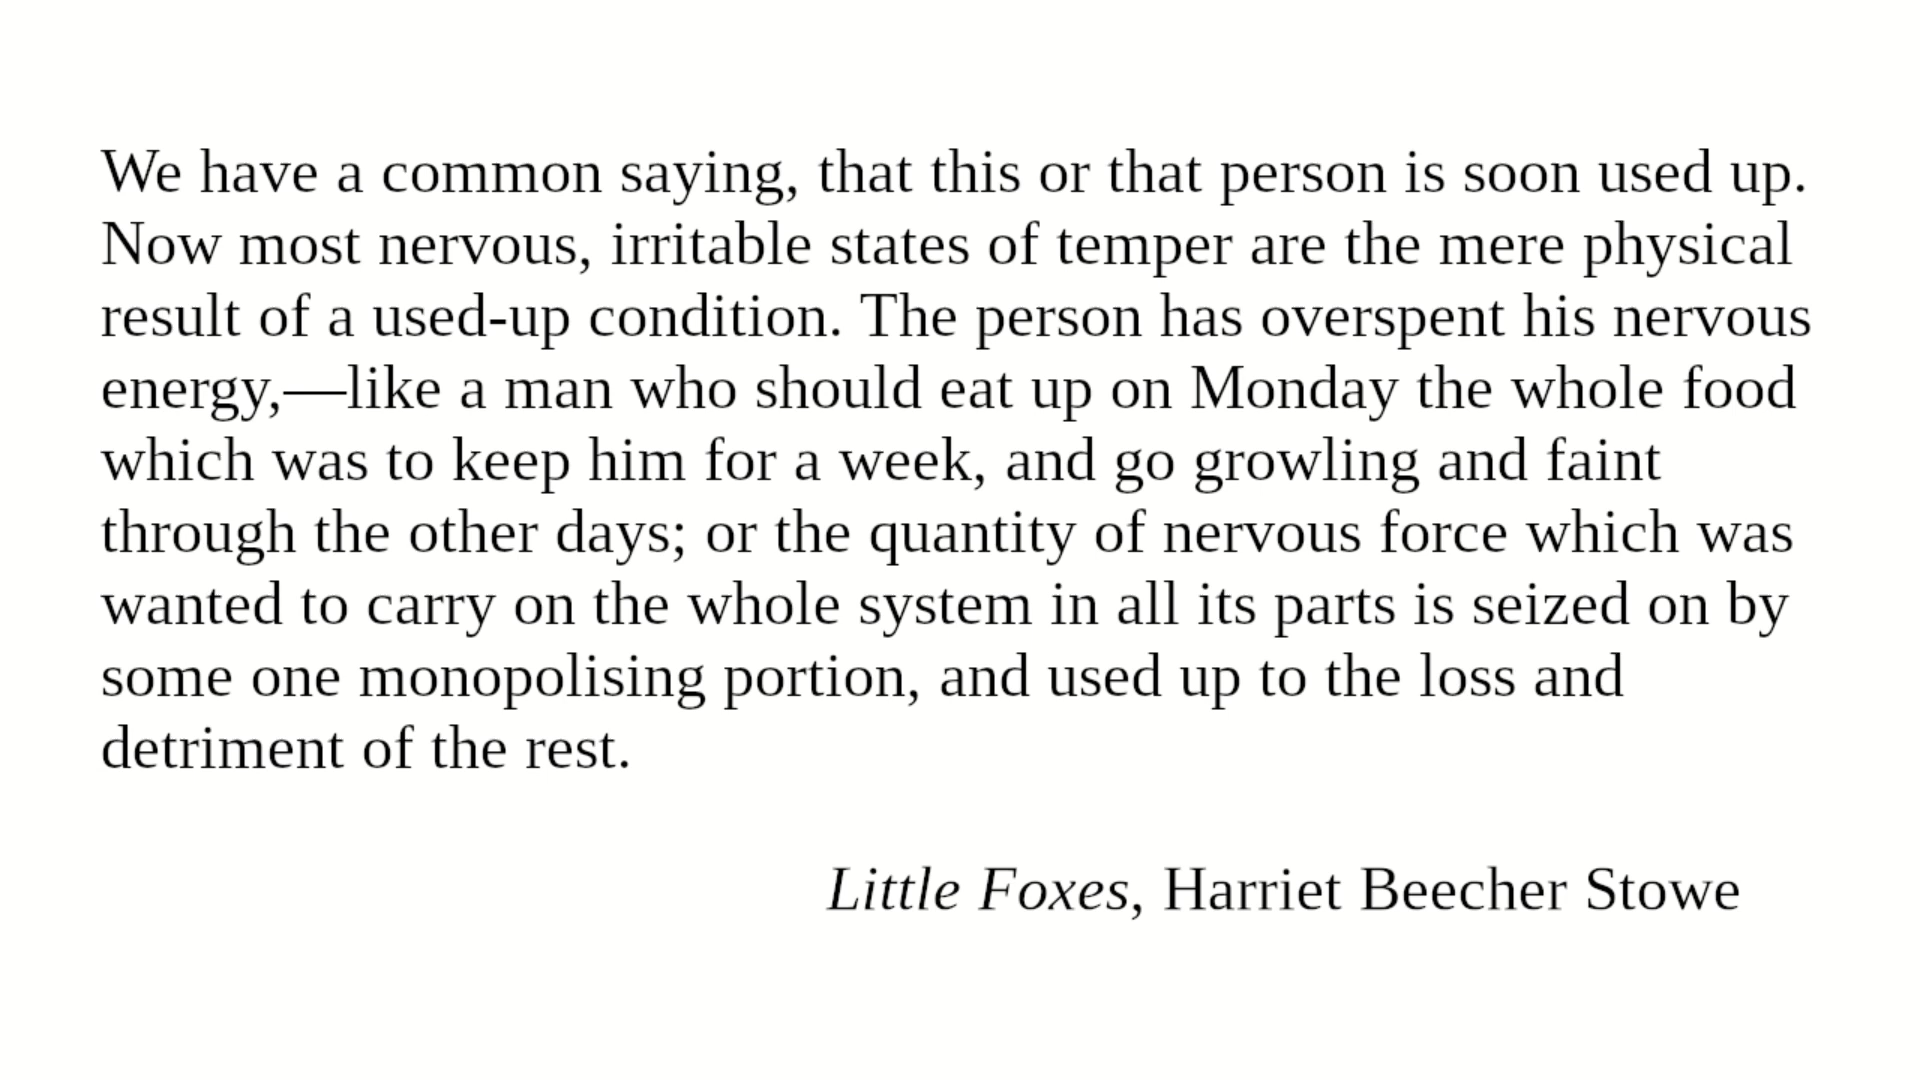 We have a common saying, that this or that person is soon used up.
Now most nervous, irritable states of temper are the mere physical
result of a used-up condition. The person has overspent his nervous
energy,—like a man who should eat up on Monday the whole food
which was to keep him for a week, and go growling and faint
through the other days; or the quantity of nervous force which was
wanted to carry on the whole system in all its parts is seized on by
some one monopolising portion, and used up to the loss and
detriment of the rest.
Little Foxes, Harriet Beecher Stowe